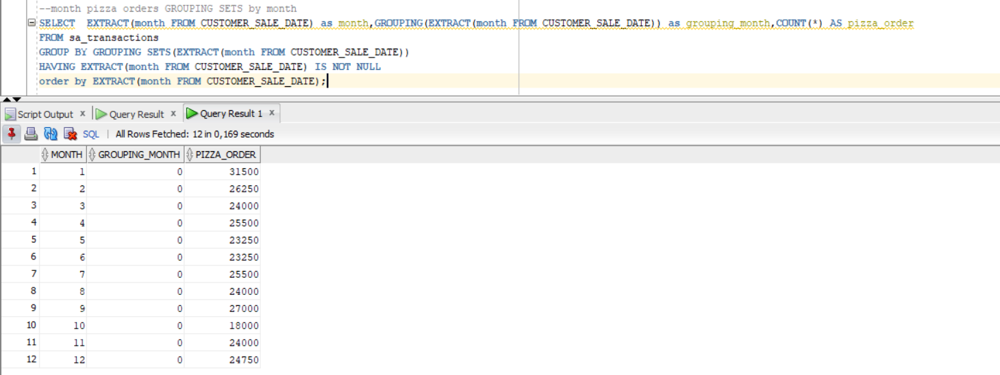 --month pizza orders GROUPING SETS by month
SELECT  EXTRACT(month FROM CUSTOMER_SALE_DATE) as month,GROUPING(EXTRACT(month FROM CUSTOMER_SALE_DATE)) as grouping_month,COUNT(*) AS pizza_order
FROM sa_transactions
GROUP BY GROUPING SETS(EXTRACT(month FROM CUSTOMER_SALE_DATE))
HAVING EXTRACT(month FROM CUSTOMER_SALE_DATE) IS NOT NULL
order by EXTRACT(month FROM CUSTOMER_SALE_DATE);
Script Output x Query Result x Query Result 1 x
SQL | All Rows Fetched: 12 in 0,169 seconds
MONTH GROUPING_MONTH PIZZA_ORDER
1 1 0 31500
2 2 0 26250
3 3 0 24000
4 4 0 25500
5 5 0 23250
6 6 0 23250
7 7 0 25500
8 8 0 24000
9 9 0 27000
10 10 0 18000
11 11 0 24000
12 12 0 24750